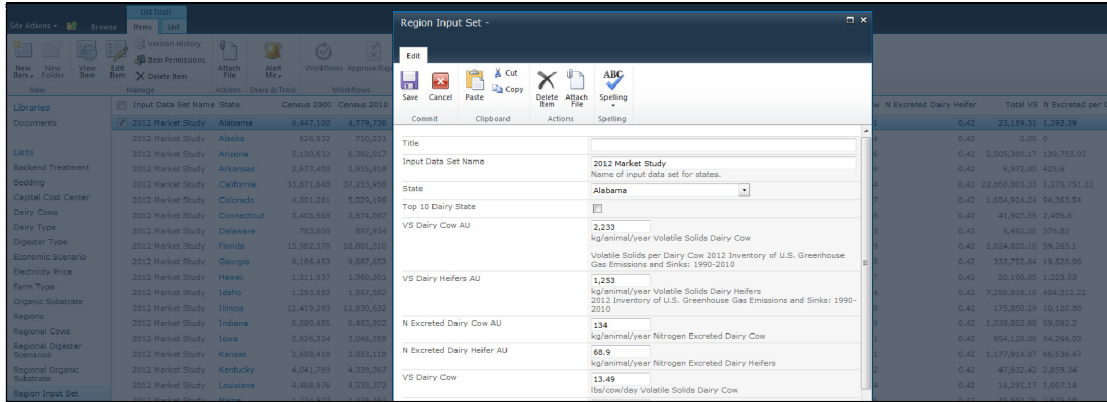 List Tools
Site Actions Browse Items List
Version History
Item Permissions
Delete Item
New Item New Folder View Item Edit Item Attach File Alert Me Workflows Approve/Reje
New Manage Actions Share & Track Workflows
Libraries
Documents
Lists
Backend Treatment
Bedding
Capital Cost Center
Dairy Cows
Dairy Type
Digester Type
Economic Scenario
Electricity Price
Farm Type
Organic Substrate
Regions
Regional Cows
Regional Digester Scenarios
Regional Organic Substrate
Region Input Set
Input Data Set Name State Census 2000 Census 2010
2012 Market Study Alabama 4,447,100 4,779,736
2012 Market Study Alaska 626,932 710,231
2012 Market Study Arizona 5,130,632 6,392,017
2012 Market Study Arkansas 2,673,400 2,915,918
2012 Market Study California 33,871,648 37,253,956
2012 Market Study Colorado 4,301,261 5,029,196
2012 Market Study Connecticut 3,405,565 3,574,097
2012 Market Study Delaware 783,600 897,934
2012 Market Study Florida 15,982,378 18,801,310
2012 Market Study Georgia 8,186,453 9,687,653
2012 Market Study Hawaii 1,211,537 1,360,301
2012 Market Study Idaho 1,293,953 1,567,582
2012 Market Study Illinois 12,419,293 12,830,632
2012 Market Study Indiana 6,080,485 6,483,802
2012 Market Study Iowa 2,926,324 3,046,355
2012 Market Study Kansas 2,688,418 2,853,118
2012 Market Study Kentucky 4,041,769 4,339,367
2012 Market Study Louisiana 4,468,976 4,533,372
2012 Market Study Maine
Region Input Set -
Edit
Save Cancel Paste Cut Copy Delete Item Attach File ABC Spelling
Commit Clipboard Actions Spelling
Title
Input Data Set Name 2012 Market Study
Name of input data set for states.
State Alabama
Top 10 Dairy State
VS Dairy Cow AU 2,233
kg/animal/year Volatile Solids Dairy Cow
Volatile Solids per Dairy Cow 2012 Inventory of U.S. Greenhouse
Gas Emissions and Sinks: 1990-2010
VS Dairy Heifers AU 1,253
kg/animal/year Volatile Solids Dairy Heifers
2012 Inventory of U.S. Greenhouse Gas Emissions and Sinks: 1990-
2010
N Excreted Dairy Cow AU 134
kg/animal/year Nitrogen Excreted Dairy Cow
N Excreted Dairy Heifer AU 68.9
kg/animal/year Nitrogen Excreted Dairy Heifers
VS Dairy Cow 13.49
lbs/cow/day Volatile Solids Dairy Cow
w N Excreted Dairy Heifer Total VS N Excreted per C
0.42 23,189.31 1,392.39
0.42 0.00 0
0.42 2,505,380.17 139,753.92
0.42 6,972.00 425.6
0.42 22,860,083.33 1,270,751.22
0.42 1,684,924.24 94,363.54
0.42 41,927.55 2,406.8
0.42 6,492.20 376.82
0.42 1,024,820.10 59,265.1
0.42 332,752.64 19,528.08
0.42 20,100.85 1,223.53
0.42 7,258,019.18 404,212.22
0.42 175,850.29 10,120.88
0.42 1,038,052.98 59,092.2
0.42 954,128.00 54,266.03
0.42 1,177,914.87 66,536.47
0.42 47,632.42 2,859.34
0.42 16,291.17 1,007.14